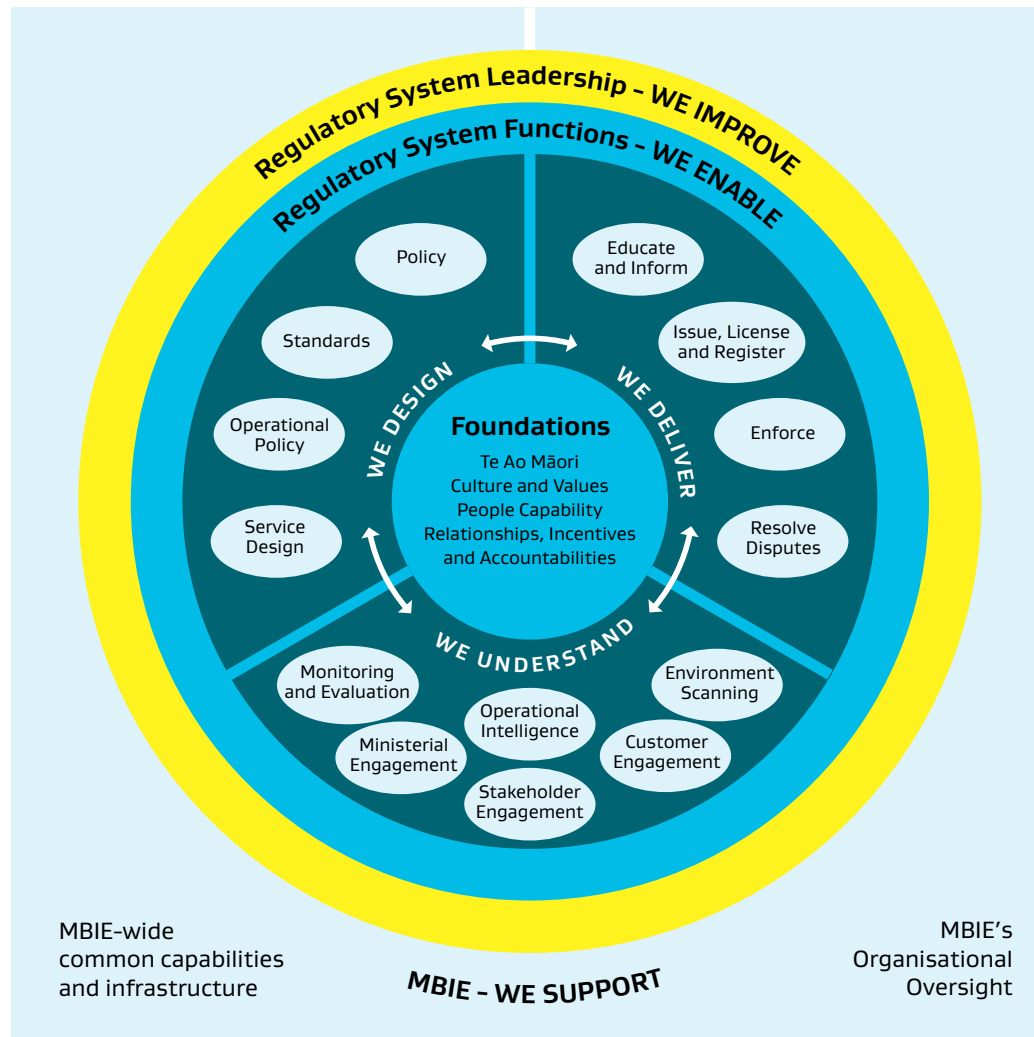 Regulatory System Leadership – WE IMPROVE
Regulatory System Functions – WE ENABLE
Policy
Standards
Operational
Policy
Service
Design
WE DESIGN
Educate
and Inform
Issue, License
and Register
Enforce
Resolve
Disputes
WE DELIVER
Foundations
Te Ao Māori
Culture and Values
People Capability
Relationships, Incentives
and Accountabilities
WE UNDERSTAND
Monitoring
and Evaluation
Ministerial
Engagement
Operational
Intelligence
Stakeholder
Engagement
Customer
Engagement
Environment
Scanning
MBIE-wide
common capabilities
and infrastructure
MBIE – WE SUPPORT
MBIE’s
Organisational
Oversight